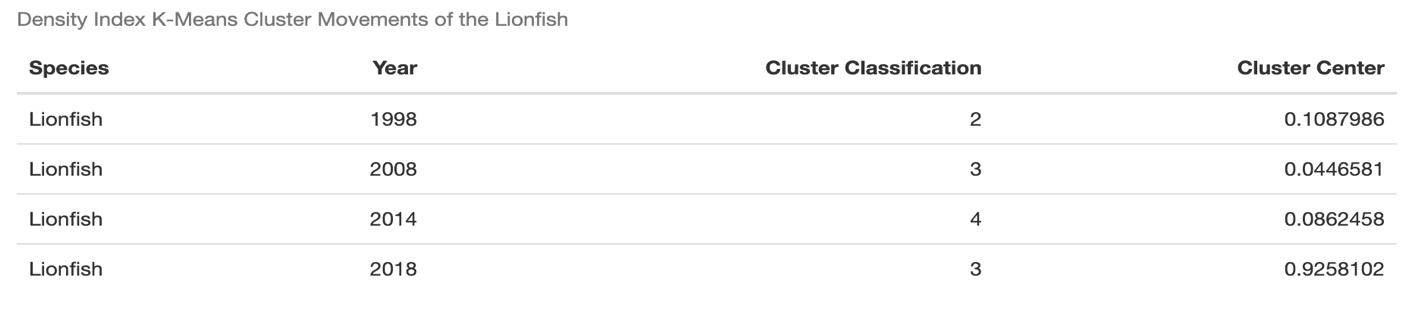 Density Index K-Means Cluster Movements of the Lionfish
Species Year Cluster Classification Cluster Center
Lionfish 1998 2 0.1087986
Lionfish 2008 3 0.0446581
Lionfish 2014 4 0.0862458
Lionfish 2018 3 0.9258102